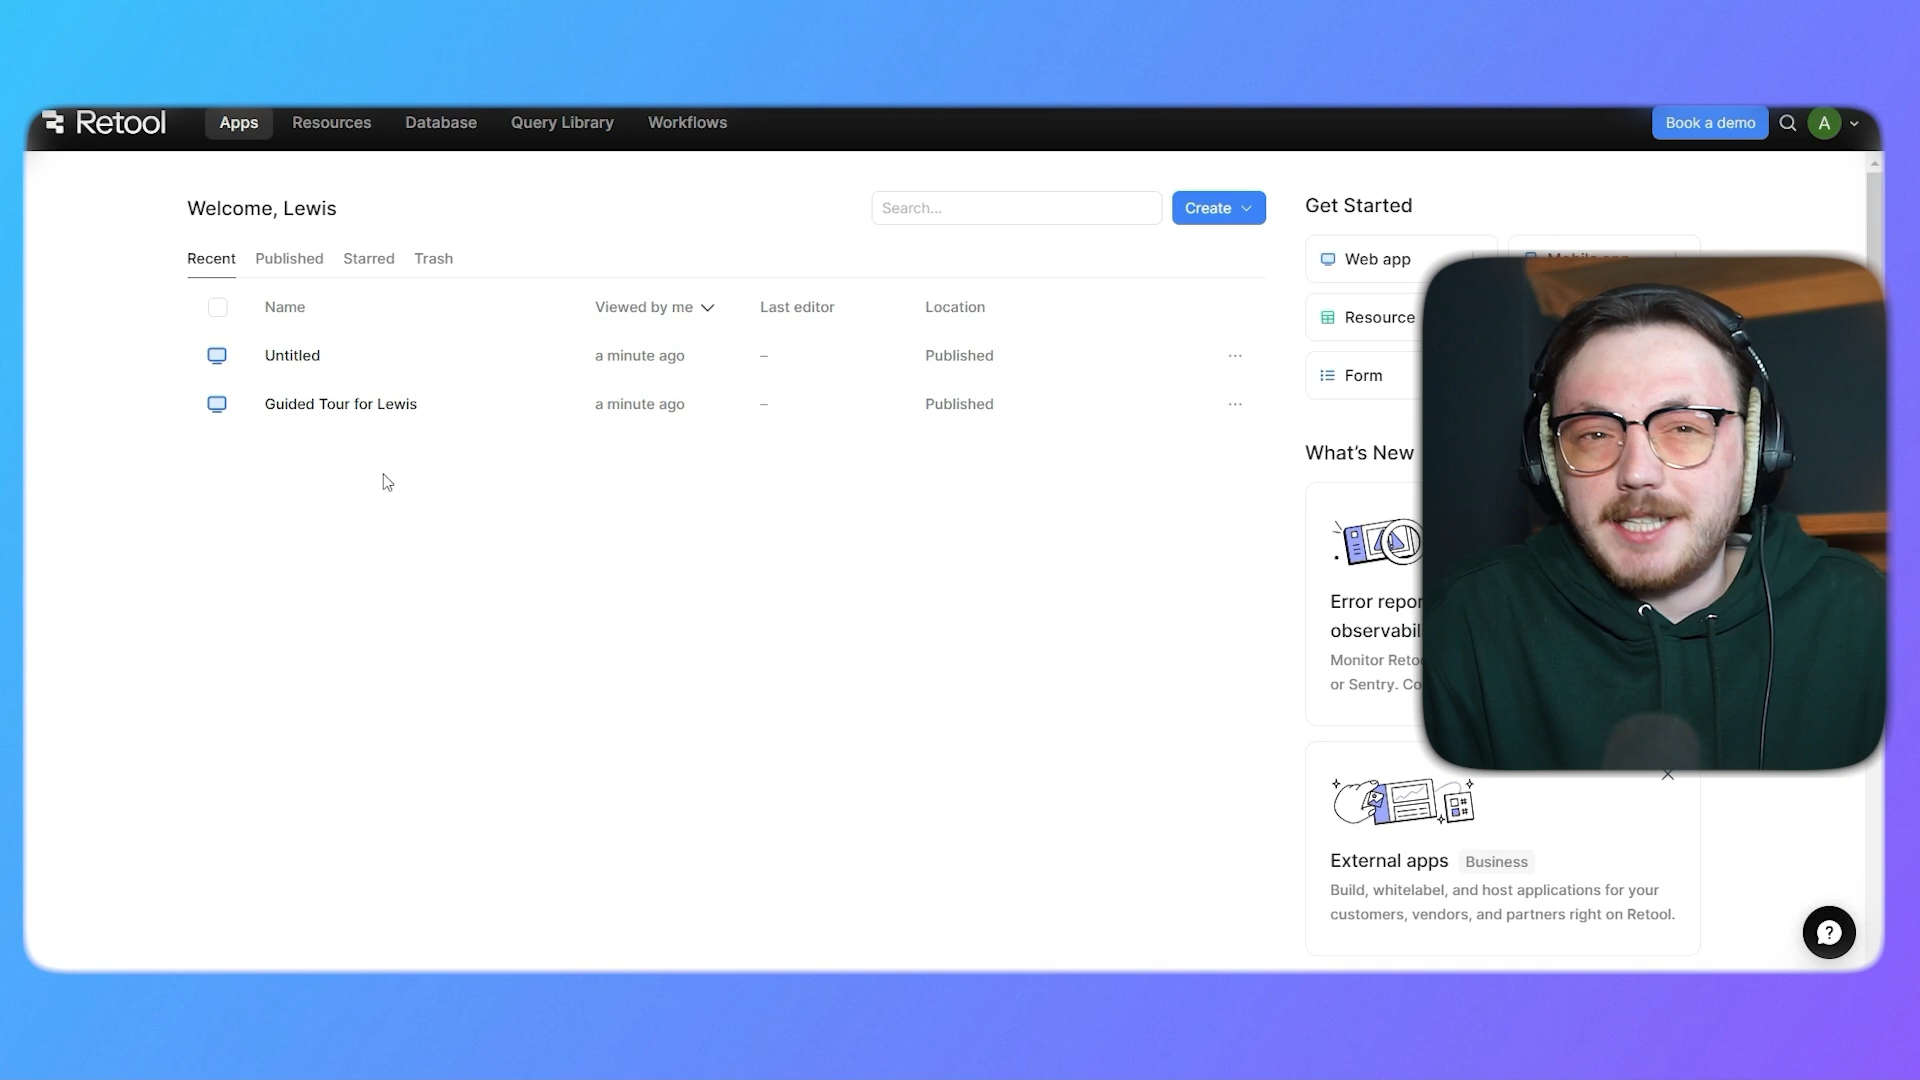 Retool
Apps
Resources
Database
Query Library
Workflows
Book a demo
A
Welcome, Lewis
Search...
Create
Recent
Published
Starred
Trash
Name
Viewed by me
Last editor
Location
Untitled
a minute ago
–
Published
...
Guided Tour for Lewis
a minute ago
–
Published
...
Get Started
Web app
Mobile app
Resource
Form
What's New
Error repor
observabil
Monitor Reto
or Sentry. Co
External apps
Business
Build, whitelabel, and host applications for your
customers, vendors, and partners right on Retool.
?